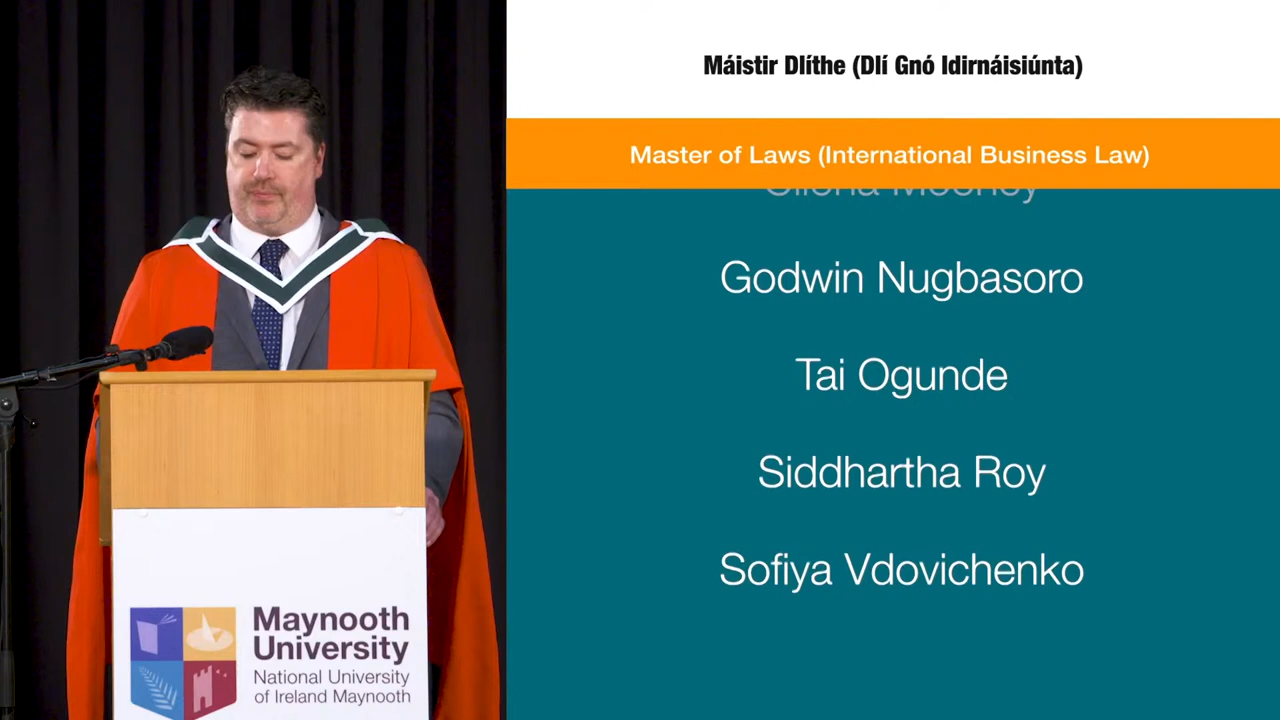 Máistir Dlíthe (Dlí Gnó Idirnáisiúnta)
Master of Laws (International Business Law)
Godwin Nugbasoro
Tai Ogunde
Siddhartha Roy
Sofiya Vdovichenko
Maynooth
University
National University
of Ireland Maynooth